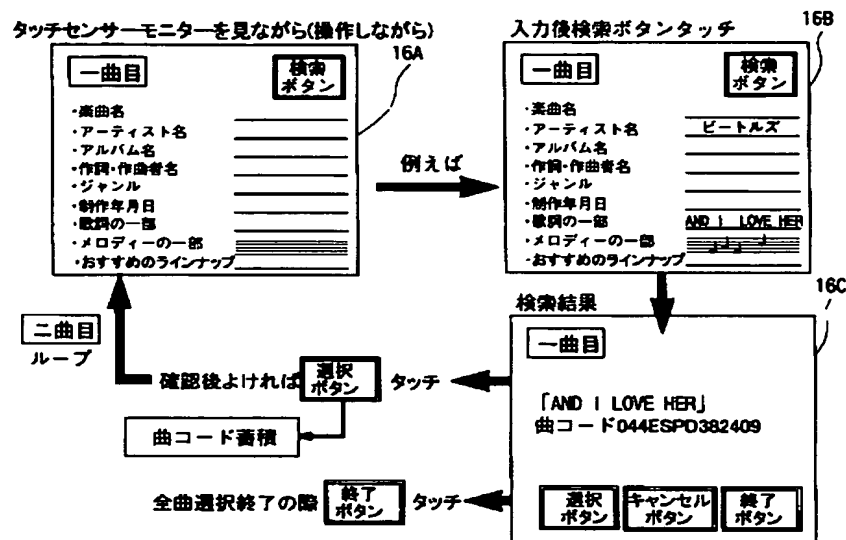 タッチセンサーモニターを見ながら(操作しながら)
16A
一曲目
検索
ボタン
・楽曲名
・アーティスト名
・アルバム名
・作詞・作曲者名
・ジャンル
・制作年月日
・歌詞の一部
・メロディーの一部
・おすすめのラインナップ
例えば
入力後検索ボタンタッチ
16B
一曲目
検索
ボタン
・楽曲名
・アーティスト名 ビートルズ
・アルバム名
・作詞・作曲者名
・ジャンル
・制作年月日
・歌詞の一部 AND I LOVE HER
・メロディーの一部
・おすすめのラインナップ
検索結果
16C
一曲目
「AND I LOVE HER」
曲コード044ESPD382409
選択
ボタン
キャンセル
ボタン
終了
ボタン
二曲目
ループ
確認後よければ 選択ボタン タッチ
曲コード蓄積
全曲選択終了の際 終了ボタン タッチ